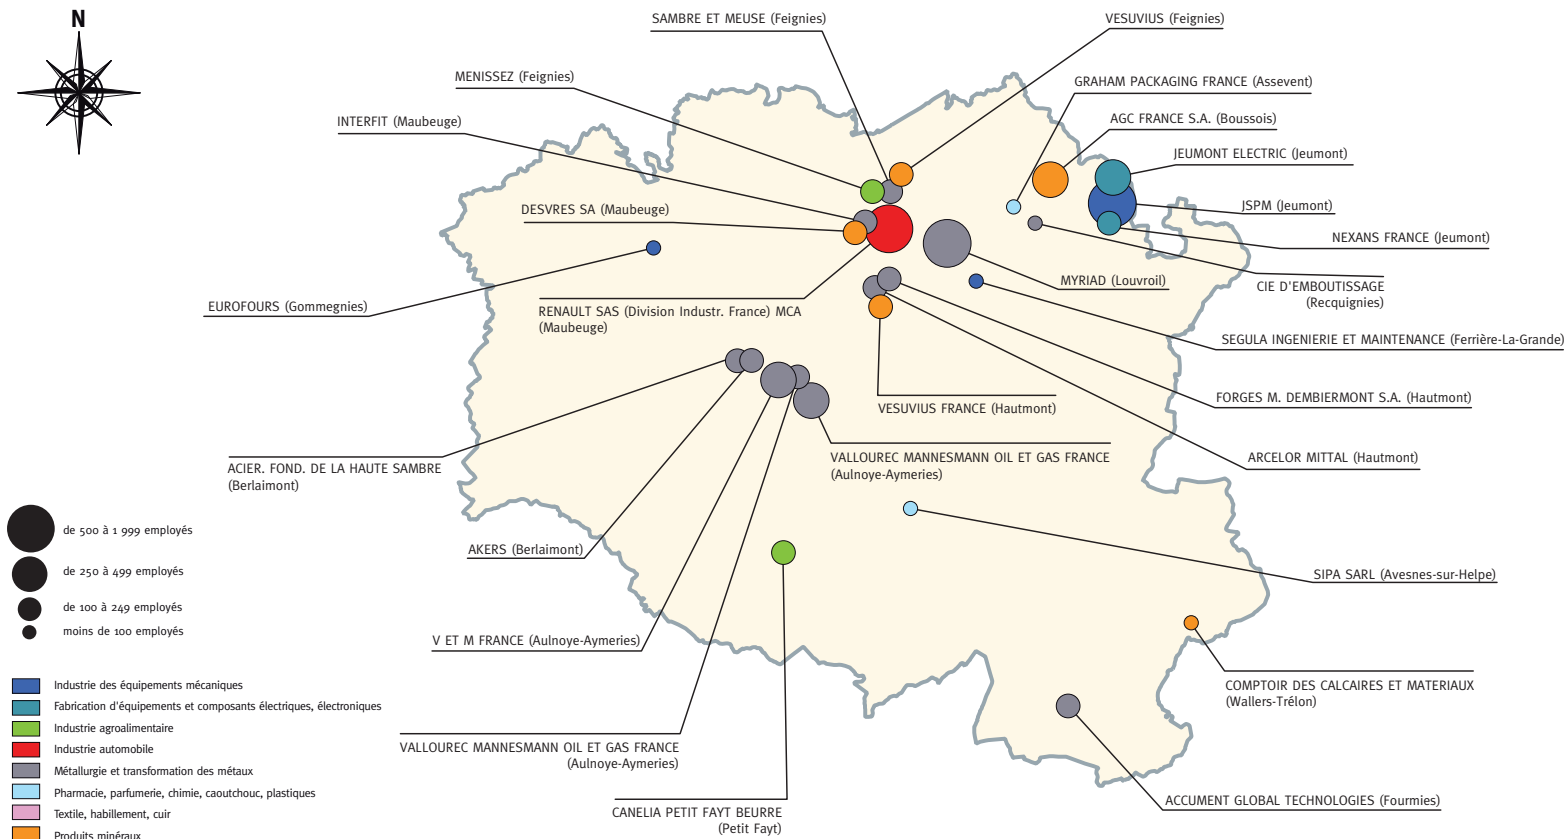 N
SAMBRE ET MEUSE (Feignies)
VESUVIUS (Feignies)
MENISSEZ (Feignies)
GRAHAM PACKAGING FRANCE (Assevent)
INTERFIT (Maubeuge)
AGC FRANCE S.A. (Boussois)
JEUMONT ELECTRIC (Jeumont)
DESVRES SA (Maubeuge)
JSPM (Jeumont)
NEXANS FRANCE (Jeumont)
MYRIAD (Louvroil)
CIE D'EMBOUTISSAGE
(Recquignies)
EUROFOURS (Gommegnies)
RENAULT SAS (Division Industr. France) MCA
(Maubeuge)
SEGULA INGENIERIE ET MAINTENANCE (Ferrière-La-Grande)
FORGES M. DEMBIERMONT S.A. (Hautmont)
VESUVIUS FRANCE (Hautmont)
VALLOUREC MANNESMANN OIL ET GAS FRANCE
(Aulnoye-Aymeries)
ARCELOR MITTAL (Hautmont)
ACIER. FOND. DE LA HAUTE SAMBRE
(Berlaimont)
AKERS (Berlaimont)
SIPA SARL (Avesnes-sur-Helpe)
V ET M FRANCE (Aulnoye-Aymeries)
COMPTOIR DES CALCAIRES ET MATERIAUX
(Wallers-Trélon)
VALLOUREC MANNESMANN OIL ET GAS FRANCE
(Aulnoye-Aymeries)
CANELIA PETIT FAYT BEURRE
(Petit Fayt)
ACCUMENT GLOBAL TECHNOLOGIES (Fourmies)
de 500 à 1 999 employés
de 250 à 499 employés
de 100 à 249 employés
moins de 100 employés
Industrie des équipements mécaniques
Fabrication d'équipements et composants électriques, électroniques
Industrie agroalimentaire
Industrie automobile
Métallurgie et transformation des métaux
Pharmacie, parfumerie, chimie, caoutchouc, plastiques
Textile, habillement, cuir
Produits minéraux